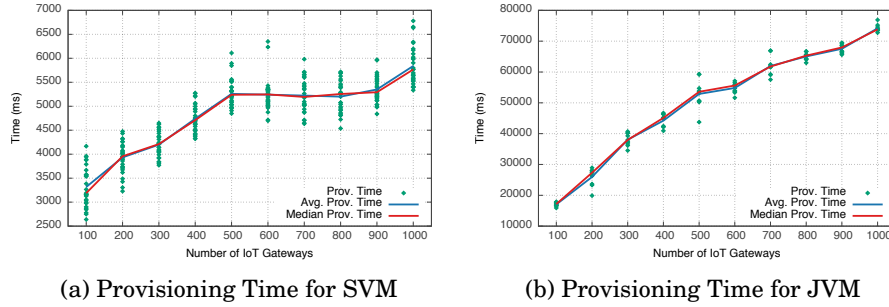 7000
6500
6000
5500
5000
4500
4000
3500
3000
2500
Time (ms)
Prov. Time
Avg. Prov. Time
Median Prov. Time
100 200 300 400 500 600 700 800 900 1000
Number of IoT Gateways
(a) Provisioning Time for SVM
80000
70000
60000
50000
40000
30000
20000
10000
Time (ms)
Prov. Time
Avg. Prov. Time
Median Prov. Time
100 200 300 400 500 600 700 800 900 1000
Number of IoT Gateways
(b) Provisioning Time for JVM